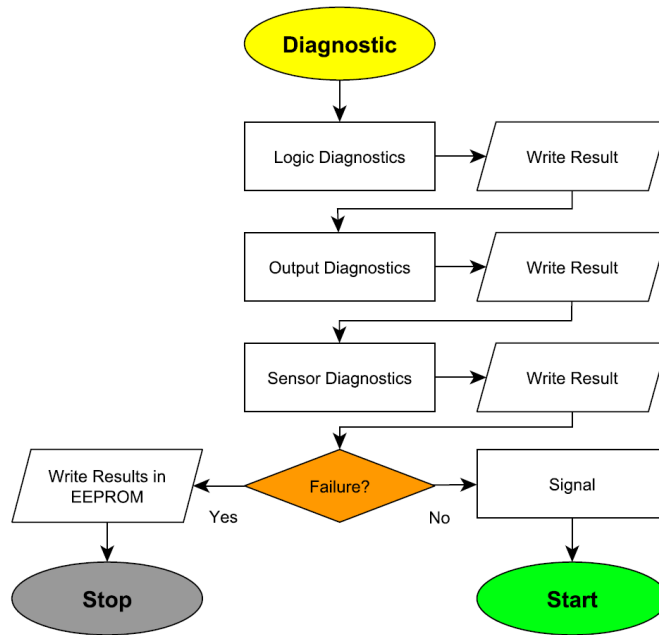 Diagnostic
Logic Diagnostics
Write Result
Output Diagnostics
Write Result
Sensor Diagnostics
Write Result
Write Results in
EEPROM
Failure?
Signal
Yes
No
Stop
Start